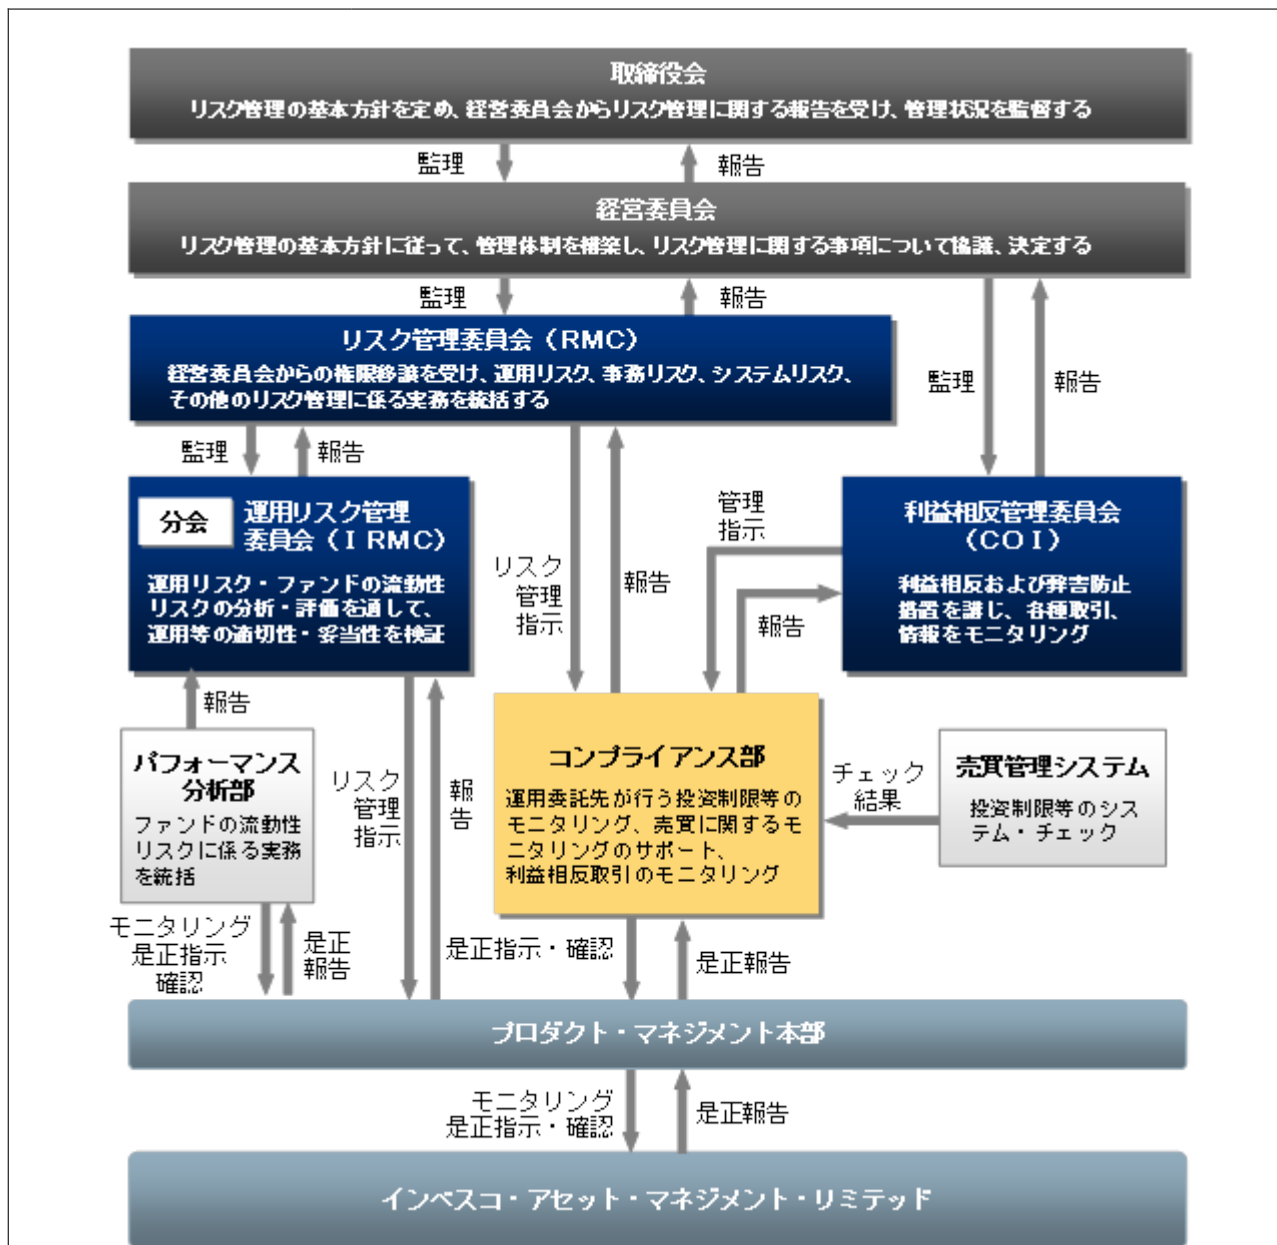 取締役会
リスク管理の基本方針を定め、経営委員会からリスク管理に関する報告を受け、管理状況を監督する
監理
報告
経営委員会
リスク管理の基本方針に従って、管理体制を構築し、リスク管理に関する事項について協議、決定する
監理
報告
リスク管理委員会（RMC）
経営委員会からの権限移譲を受け、運用リスク、事務リスク、システムリスク、
その他のリスク管理に係る実務を統括する
監理
報告
監理
報告
分会
運用リスク管理
委員会（ＩRMC）
運用リスク・ファンドの流動性
リスクの分析・評価を通して、
運用等の適切性・妥当性を検証
リスク
管理
指示
報告
管理
指示
報告
利益相反管理委員会
（COI）
利益相反および弊害防止
措置を講じ、各種取引、
情報をモニタリング
報告
パフォーマンス
分析部
ファンドの流動性
リスクに係る実務
を統括
リスク
管理
指示
報
告
コンプライアンス部
運用委託先が行う投資制限等の
モニタリング、売買に関するモ
ニタリングのサポート、
利益相反取引のモニタリング
チェック
結果
売買管理システム
投資制限等のシス
テム・チェック
モニタリング
是正指示・
確認
是正
報告
是正指示・確認
是正報告
プロダクト・マネジメント本部
モニタリング
是正指示・確認
是正報告
インベスコ・アセット・マネジメント・リミテッド